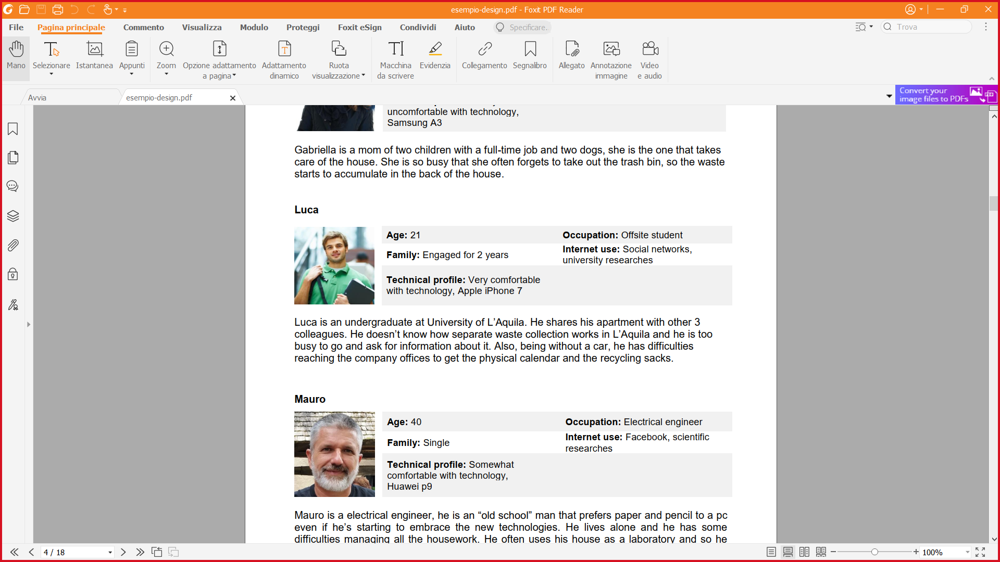 esempio-design.pdf - Foxit PDF Reader
File Pagina principale Commento Visualizza Modulo Proteggi Foxit eSign Condividi Aiuto Specificare. Trova
Mano Selezionare Istantanea Appunti Zoom Opzione adattamento a pagina Adattamento dinamico Ruota visualizzazione Macchina da scrivere Evidenzia Collegamento Segnalibro Allegato Annotazione immagine Video e audio
Avvia esempio-design.pdf
Convert your
image files to PDFs
uncomfortable with technology,
Samsung A3
Gabriella is a mom of two children with a full-time job and two dogs, she is the one that takes
care of the house. She is so busy that she often forgets to take out the trash bin, so the waste
starts to accumulate in the back of the house.
Luca
Age: 21 Occupation: Offsite student
Family: Engaged for 2 years Internet use: Social networks, university researches
Technical profile: Very comfortable
with technology, Apple iPhone 7
Luca is an undergraduate at University of L’Aquila. He shares his apartment with other 3
colleagues. He doesn’t know how separate waste collection works in L’Aquila and he is too
busy to go and ask for information about it. Also, being without a car, he has difficulties
reaching the company offices to get the physical calendar and the recycling sacks.
Mauro
Age: 40 Occupation: Electrical engineer
Family: Single Internet use: Facebook, scientific researches
Technical profile: Somewhat
comfortable with technology,
Huawei p9
Mauro is a electrical engineer, he is an “old school” man that prefers paper and pencil to a pc
even if he’s starting to embrace the new technologies. He lives alone and he has some
difficulties managing all the housework. He often uses his house as a laboratory and so he
4 / 18 100%